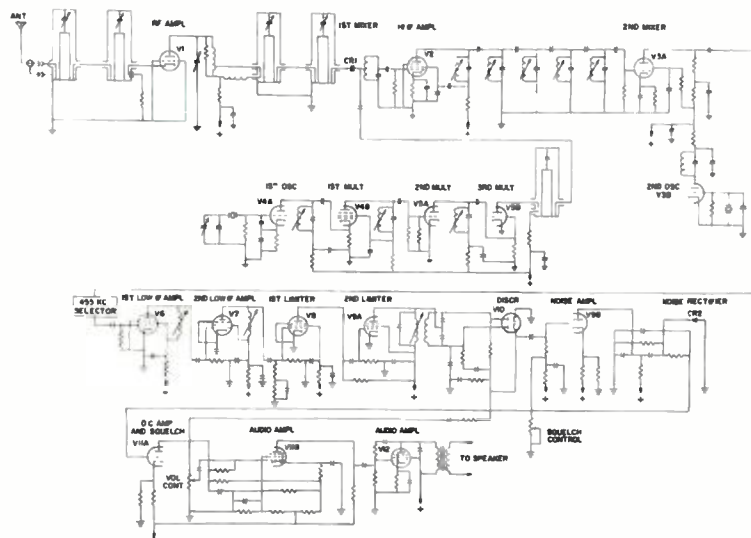 ANT
RF AMPL
V1
1ST MIXER
CR1
HI IF AMPL
V2
2ND MIXER
V3A
1ST OSC
V4A
1ST MULT
V4B
2ND MULT
V5A
3RD MULT
V5B
2ND OSC
V3B
455 KC
SELECTOR
1ST LOW IF AMPL
V6
2ND LOW IF AMPL
V7
1ST LIMITER
V8
2ND LIMITER
V9A
DISCR
V10
NOISE AMPL
V9B
NOISE RECTIFIER
CR2
D.C AMP
AND SQUELCH
V11A
VOL
CONT
AUDIO AMPL
V11B
AUDIO AMPL
V12
TO SPEAKER
SQUELCH
CONTROL